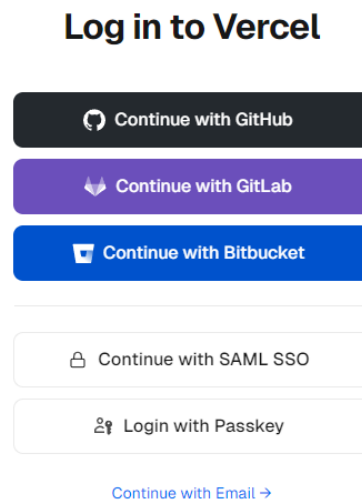 Log in to Vercel
Continue with GitHub
Continue with GitLab
Continue with Bitbucket
Continue with SAML SSO
Login with Passkey
Continue with Email →